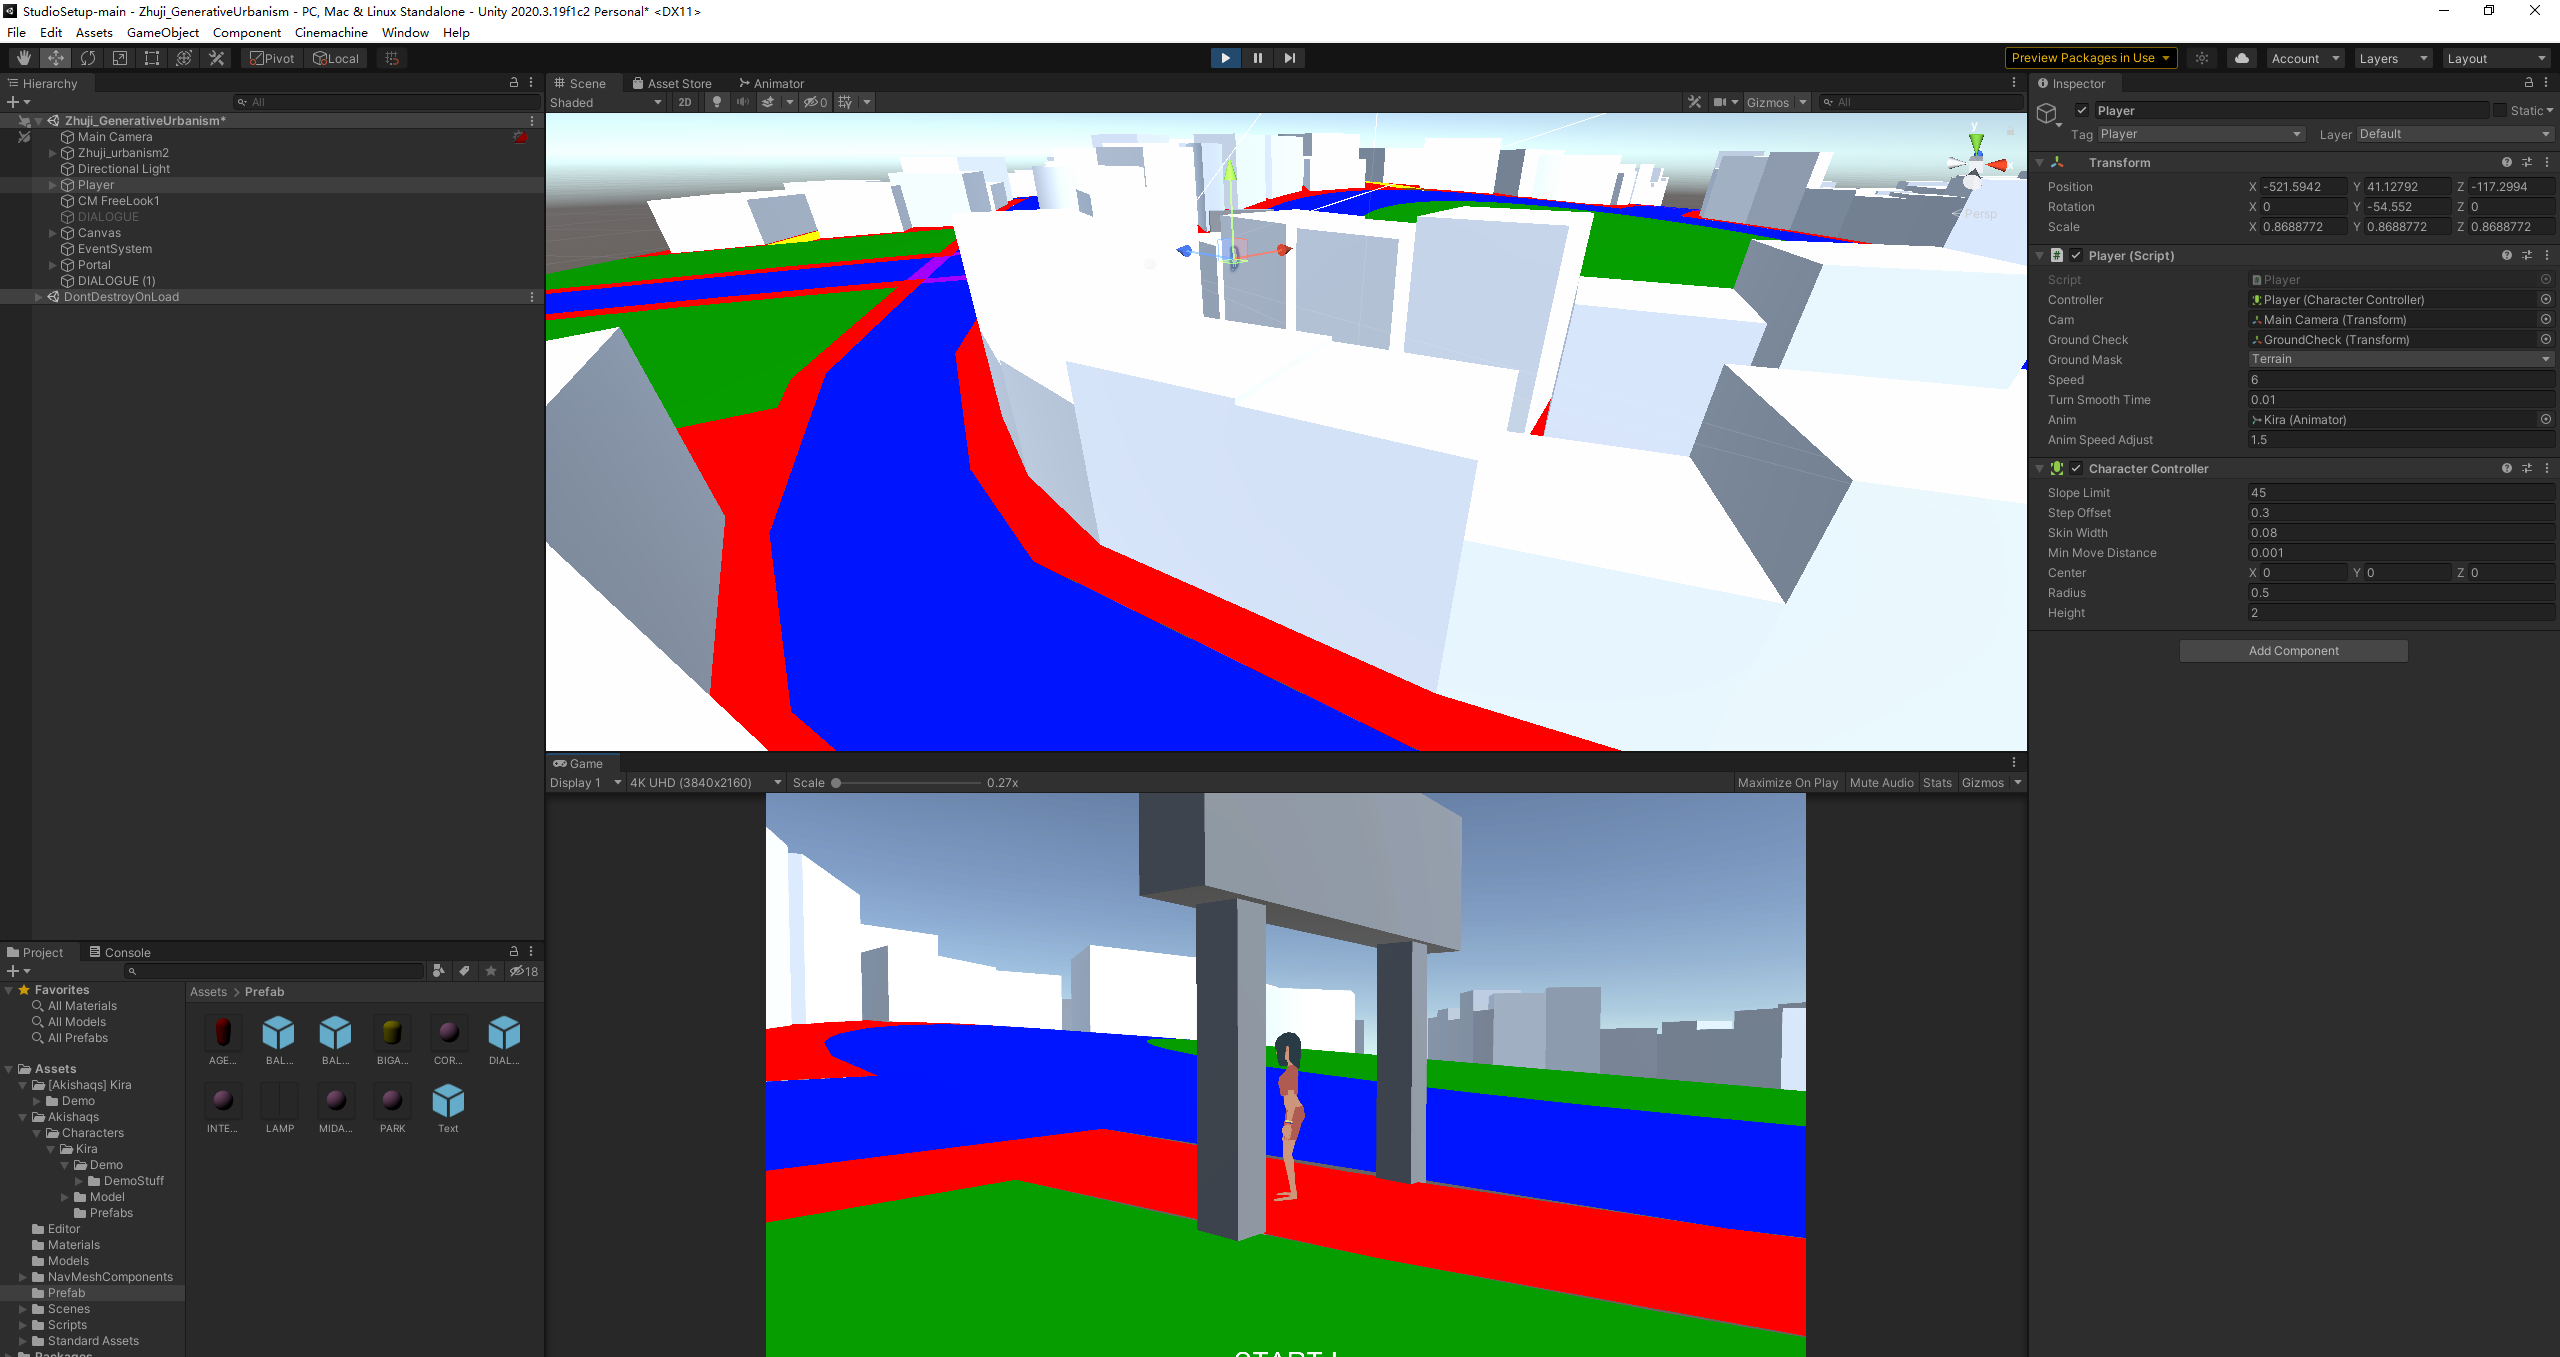 StudioSetup-main - Zhuji_GenerativeUrbanism - PC, Mac & Linux Standalone - Unity 2020.3.19f1c2 Personal* <DX11>
File Edit Assets GameObject Component Cinemachine Window Help
Pivot Local
Preview Packages in Use Account Layers Layout
Hierarchy
All
Zhuji_GenerativeUrbanism*
Main Camera
Zhuji_urbanism2
Directional Light
Player
CM FreeLook1
DIALOGUE
Canvas
EventSystem
Portal
DIALOGUE (1)
DontDestroyOnLoad
Scene Asset Store Animator
Shaded 2D 0 Gizmos All
y
Persp
Game
Display 1 4K UHD (3840x2160) Scale 0.27x Maximize On Play Mute Audio Stats Gizmos
Inspector
Player Static
Tag Player Layer Default
Transform
Position X -521.5942 Y 41.12792 Z -117.2994
Rotation X 0 Y -54.552 Z 0
Scale X 0.8688772 Y 0.8688772 Z 0.8688772
Player (Script)
Script Player
Controller Player (Character Controller)
Cam Main Camera (Transform)
Ground Check GroundCheck (Transform)
Ground Mask Terrain
Speed 6
Turn Smooth Time 0.01
Anim Kira (Animator)
Anim Speed Adjust 1.5
Character Controller
Slope Limit 45
Step Offset 0.3
Skin Width 0.08
Min Move Distance 0.001
Center X 0 Y 0 Z 0
Radius 0.5
Height 2
Add Component
Project Console
18
Favorites
All Materials
All Models
All Prefabs
Assets
[Akishaqs] Kira
Demo
Akishaqs
Characters
Kira
Demo
DemoStuff
Model
Prefabs
Editor
Materials
Models
NavMeshComponents
Prefab
Scenes
Scripts
Standard Assets
Packages
Assets > Prefab
AGE... BAL... BAL... BIGA... COR... DIAL...
INTE... LAMP MIDA... PARK Text